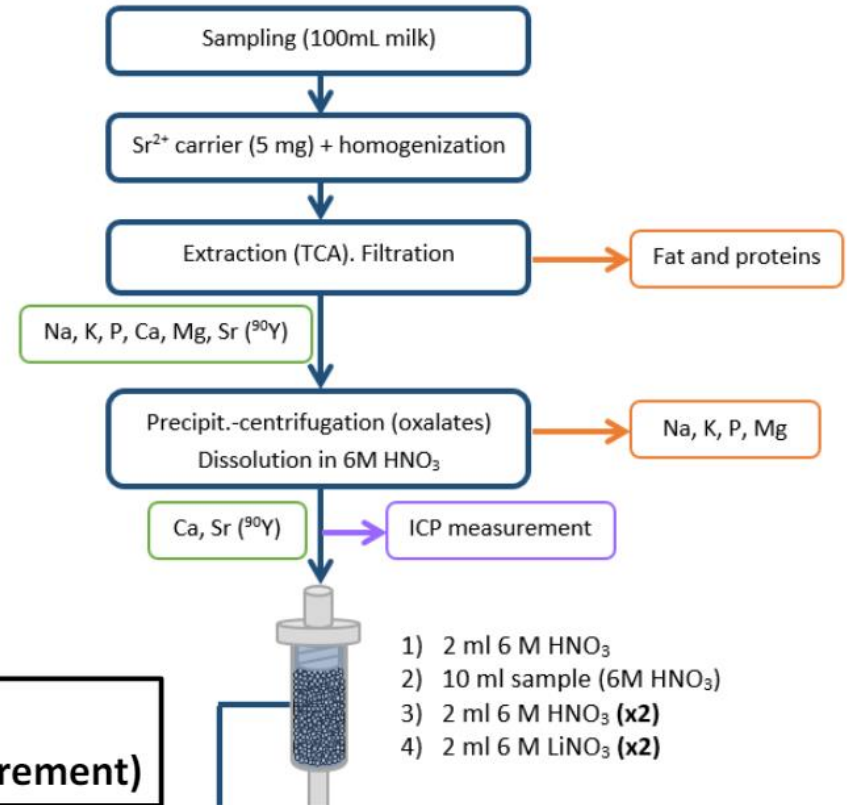 Sampling (100mL milk)
Sr²⁺ carrier (5 mg) + homogenization
Extraction (TCA). Filtration
Fat and proteins
Na, K, P, Ca, Mg, Sr (⁹⁰Y)
Precipit.-centrifugation (oxalates)
Dissolution in 6M HNO₃
Na, K, P, Mg
Ca, Sr (⁹⁰Y)
ICP measurement
1) 2 ml 6 M HNO₃
2) 10 ml sample (6M HNO₃)
3) 2 ml 6 M HNO₃ (x2)
4) 2 ml 6 M LiNO₃ (x2)
rement)